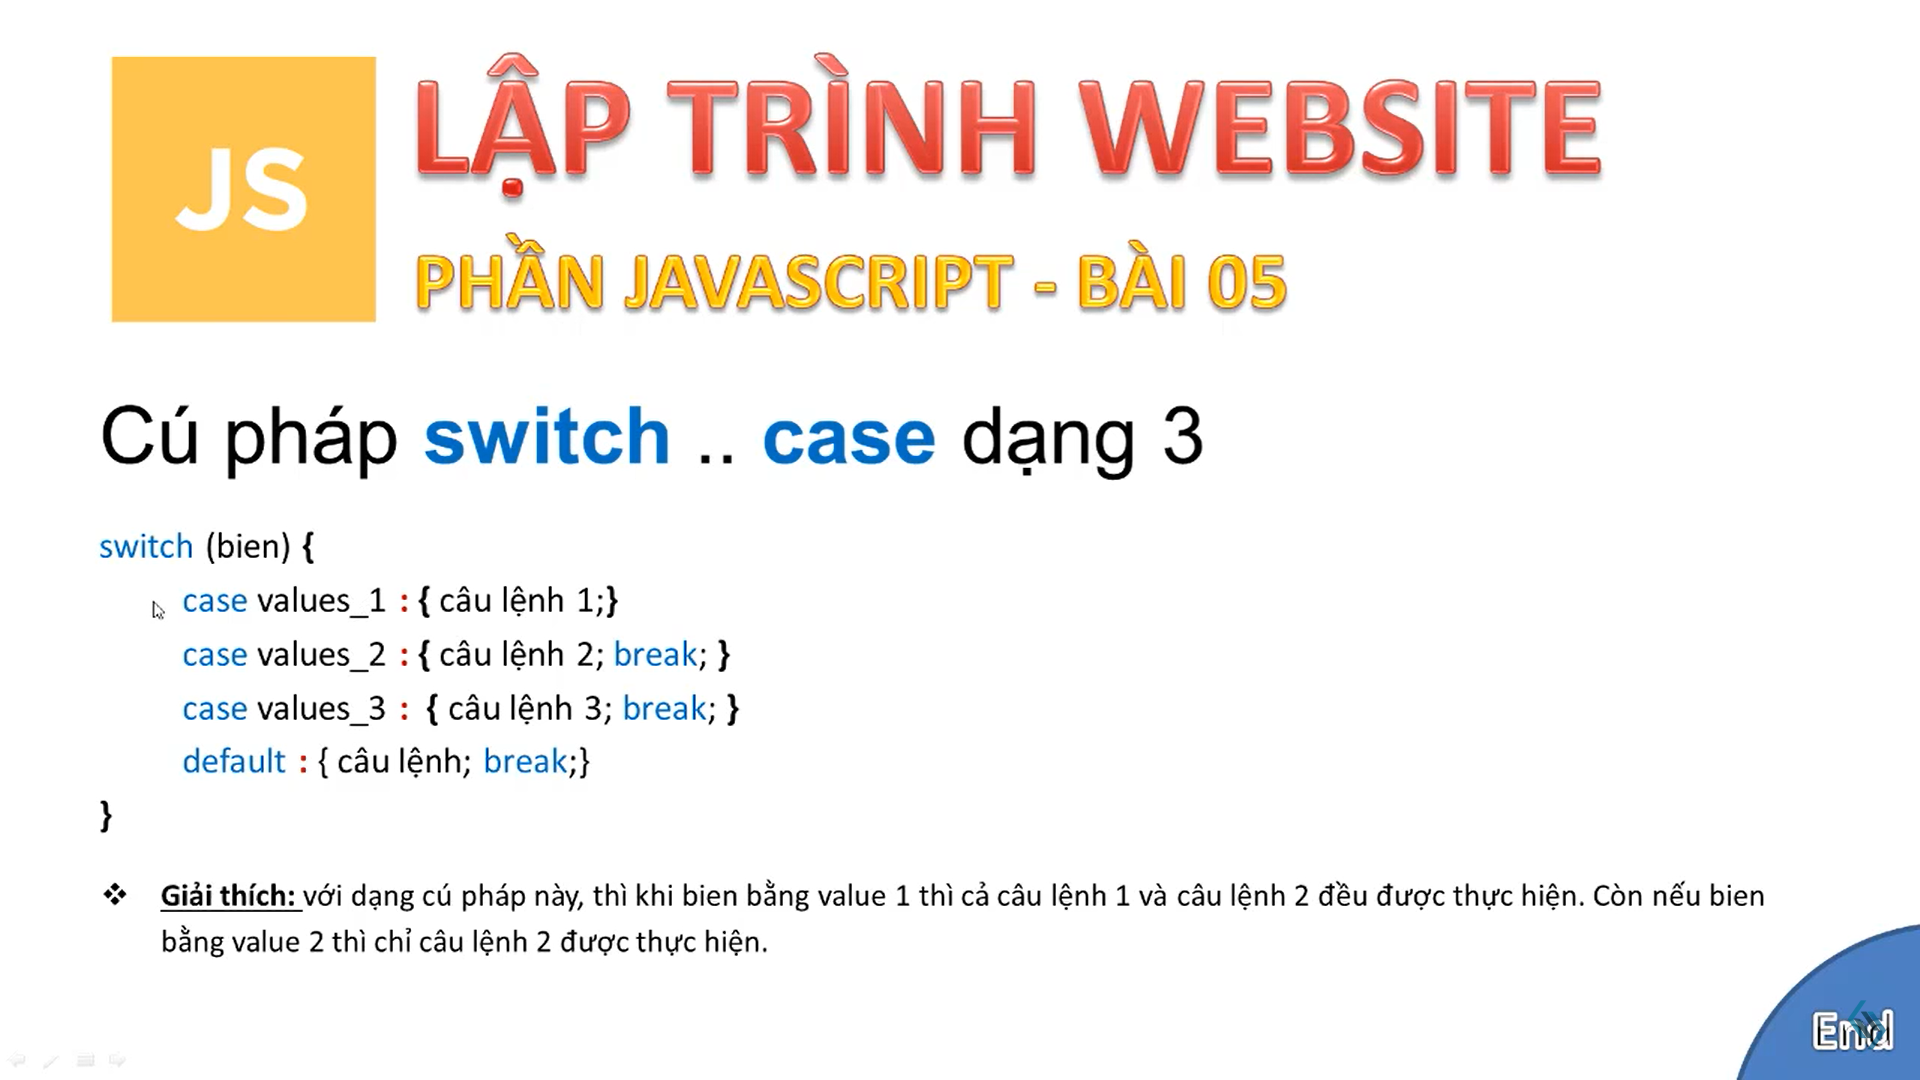 JS
LẬP TRÌNH WEBSITE
PHẦN JAVASCRIPT - BÀI 05
Cú pháp switch .. case dạng 3
switch (bien) {
case values_1 : { câu lệnh 1;}
case values_2 : { câu lệnh 2; break; }
case values_3 : { câu lệnh 3; break; }
default : { câu lệnh; break;}
}
❖ Giải thích: với dạng cú pháp này, thì khi bien bằng value 1 thì cả câu lệnh 1 và câu lệnh 2 đều được thực hiện. Còn nếu bien
bằng value 2 thì chỉ câu lệnh 2 được thực hiện.
End